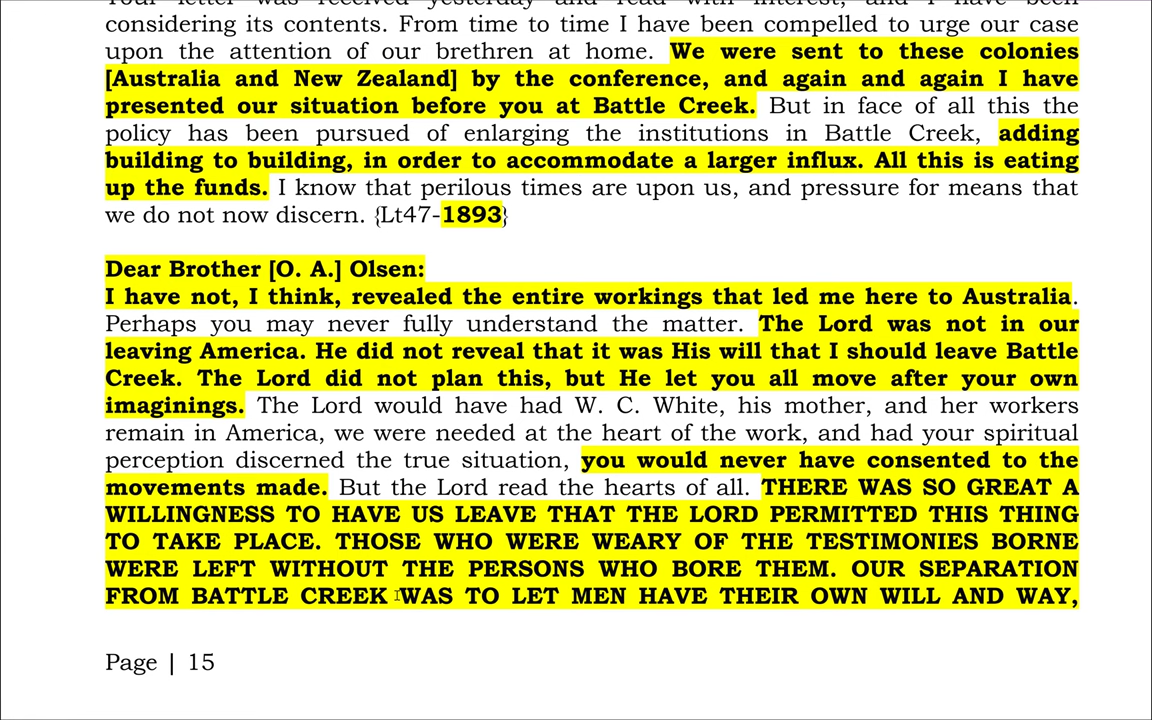 Your letter was received yesterday and read with interest, and I have been
considering its contents. From time to time I have been compelled to urge our case
upon the attention of our brethren at home. We were sent to these colonies
[Australia and New Zealand] by the conference, and again and again I have
presented our situation before you at Battle Creek. But in face of all this the
policy has been pursued of enlarging the institutions in Battle Creek, adding
building to building, in order to accommodate a larger influx. All this is eating
up the funds. I know that perilous times are upon us, and pressure for means that
we do not now discern. {Lt47-1893}
Dear Brother [O. A.] Olsen:
I have not, I think, revealed the entire workings that led me here to Australia.
Perhaps you may never fully understand the matter. The Lord was not in our
leaving America. He did not reveal that it was His will that I should leave Battle
Creek. The Lord did not plan this, but He let you all move after your own
imaginings. The Lord would have had W. C. White, his mother, and her workers
remain in America, we were needed at the heart of the work, and had your spiritual
perception discerned the true situation, you would never have consented to the
movements made. But the Lord read the hearts of all. THERE WAS SO GREAT A
WILLINGNESS TO HAVE US LEAVE THAT THE LORD PERMITTED THIS THING
TO TAKE PLACE. THOSE WHO WERE WEARY OF THE TESTIMONIES BORNE
WERE LEFT WITHOUT THE PERSONS WHO BORE THEM. OUR SEPARATION
FROM BATTLE CREEK WAS TO LET MEN HAVE THEIR OWN WILL AND WAY,
Page | 15